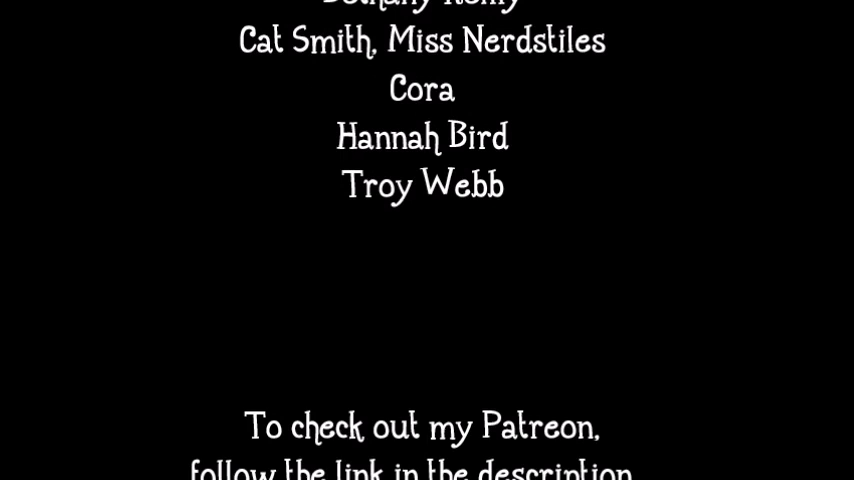 Cat Smith, Miss Nerdstiles
Cora
Hannah Bird
Troy Webb
To check out my Patreon,
follow the link in the description